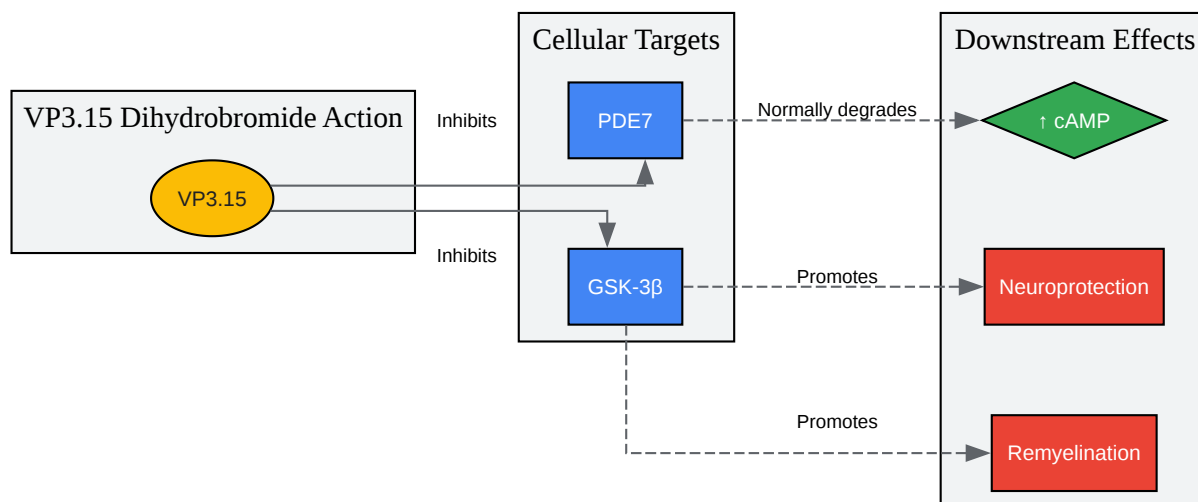 VP3.15 Dihydrobromide Action
VP3.15
Inhibits
Inhibits
Cellular Targets
PDE7
GSK-3β
Normally degrades
Promotes
Promotes
Downstream Effects
↑ cAMP
Neuroprotection
Remyelination